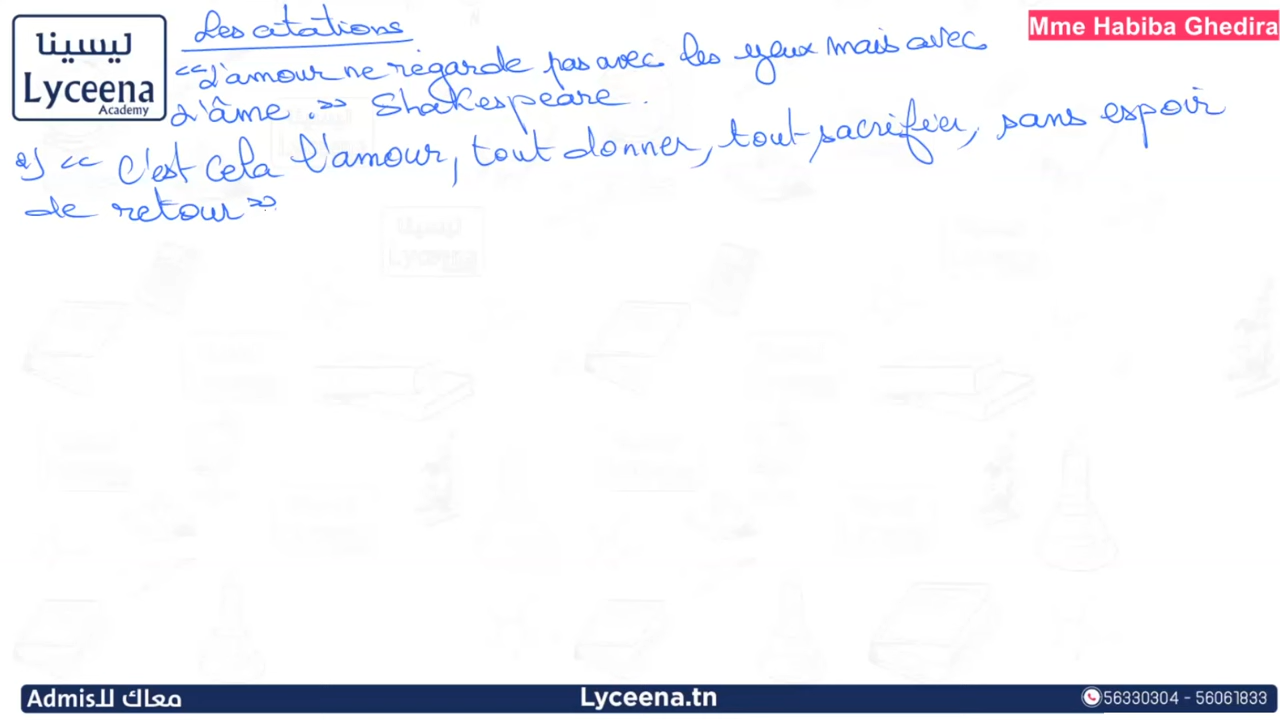 Les citations
Mme Habiba Ghedira
ليسينا
Lyceena
Academy
<< L'amour ne regarde pas avec les yeux mais avec
L'âme. >> Shakespeare.
2) << C'est cela l'amour, tout donner, tout sacrifier, sans espoir
de retour >>
Admis معاك للـ
Lyceena.tn
56330304 - 56061833